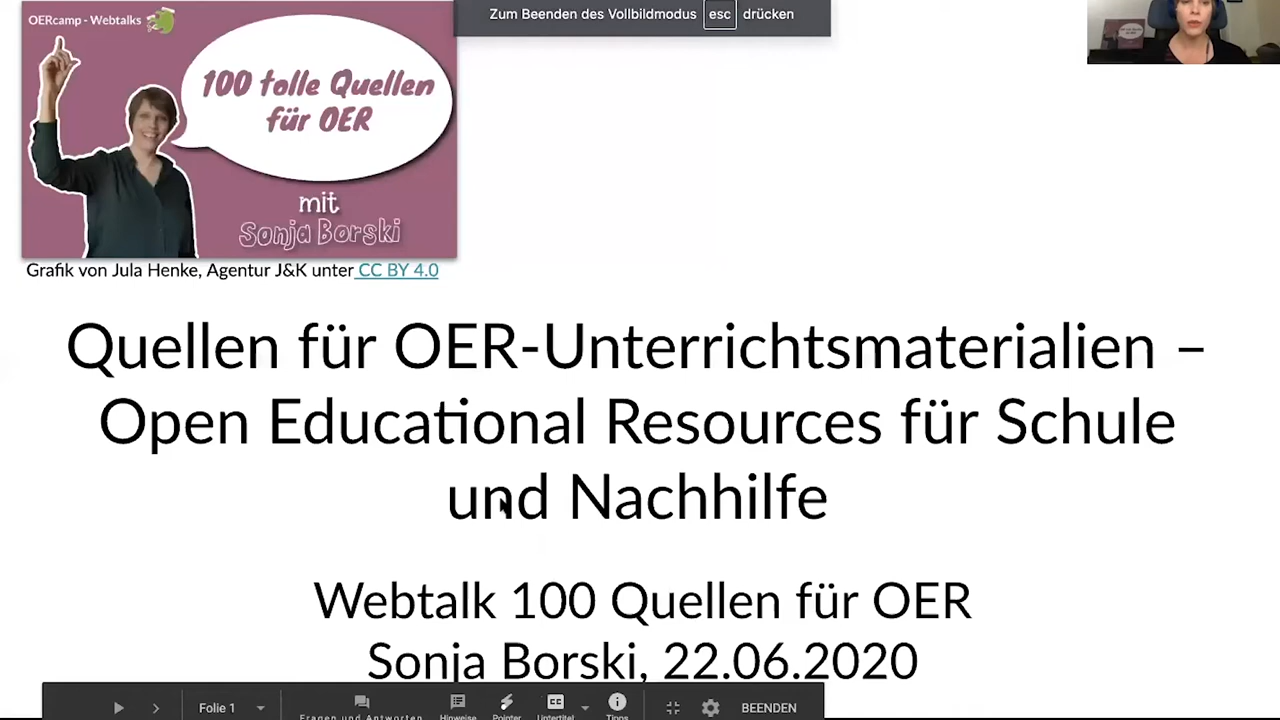 OERcamp - Webtalks
100 tolle Quellen
für OER
mit
Sonja Borski
Grafik von Jula Henke, Agentur J&K unter CC BY 4.0
Zum Beenden des Vollbildmodus esc drücken
Quellen für OER-Unterrichtsmaterialien –
Open Educational Resources für Schule
und Nachhilfe
Webtalk 100 Quellen für OER
Sonja Borski, 22.06.2020
Folie 1
Fragen und Antworten
Hinweise
Pointer
Untertitel
Tipps
BEENDEN